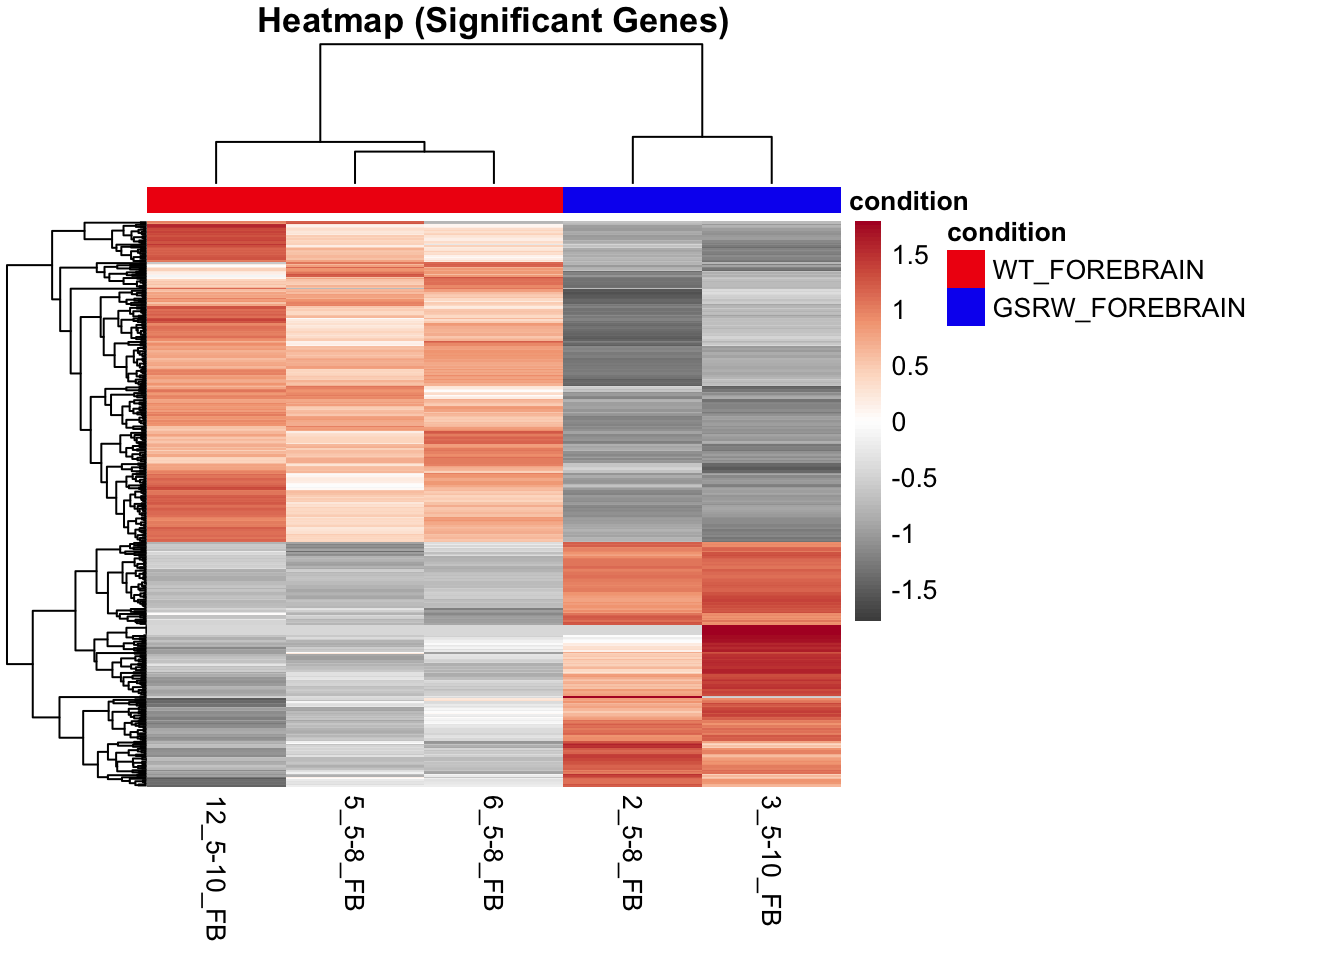 Heatmap (Significant Genes)
condition
condition
WT_FOREBRAIN
GSRW_FOREBRAIN
1.5
1
0.5
0
-0.5
-1
-1.5
12_5-10_FB
5_5-8_FB
6_5-8_FB
2_5-8_FB
3_5-10_FB